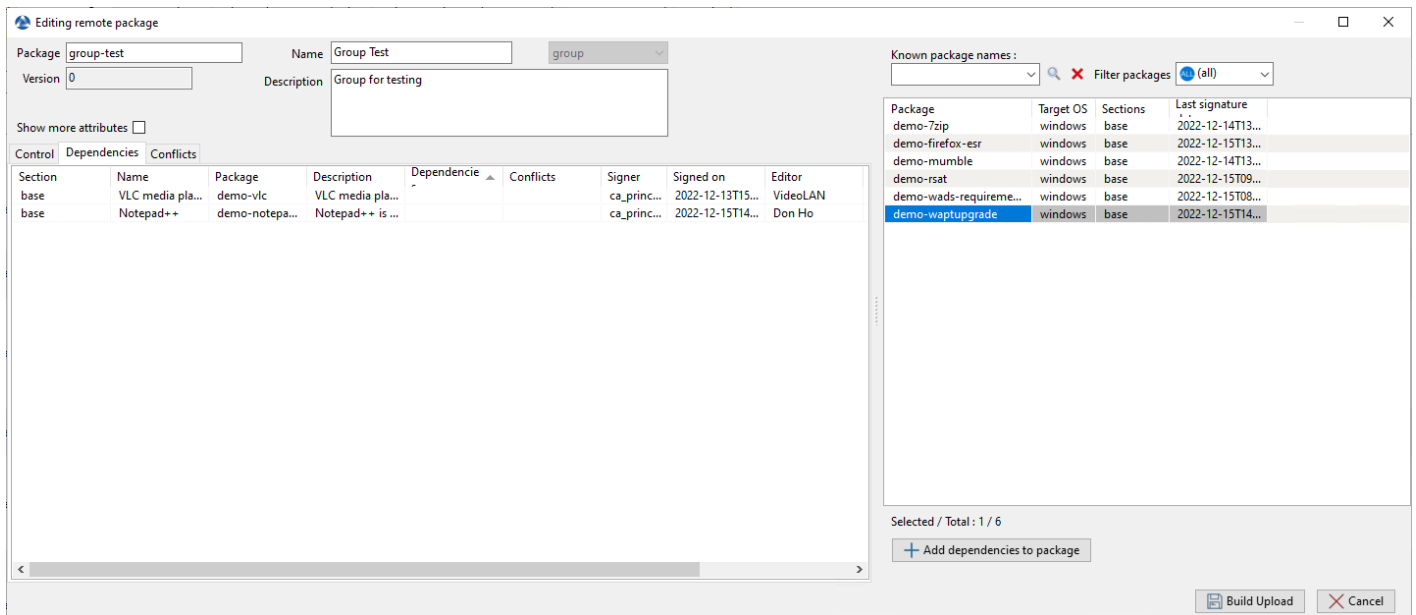 Editing remote package
Package group-test Name Group Test group
Version 0 Description Group for testing
Show more attributes
Control Dependencies Conflicts
Section Name Package Description Dependencie Conflicts Signer Signed on Editor
base VLC media pla... demo-vlc VLC media pla... ca_princ... 2022-12-13T15... VideoLAN
base Notepad++ demo-notepa... Notepad++ is ... ca_princ... 2022-12-15T14... Don Ho
Known package names :
Filter packages ALL (all)
Package Target OS Sections Last signature
demo-7zip windows base 2022-12-14T13...
demo-firefox-esr windows base 2022-12-15T13...
demo-mumble windows base 2022-12-14T13...
demo-rsat windows base 2022-12-15T09...
demo-wads-requireme... windows base 2022-12-15T08...
demo-waptupgrade windows base 2022-12-15T14...
Selected / Total : 1 / 6
Add dependencies to package
Build Upload Cancel